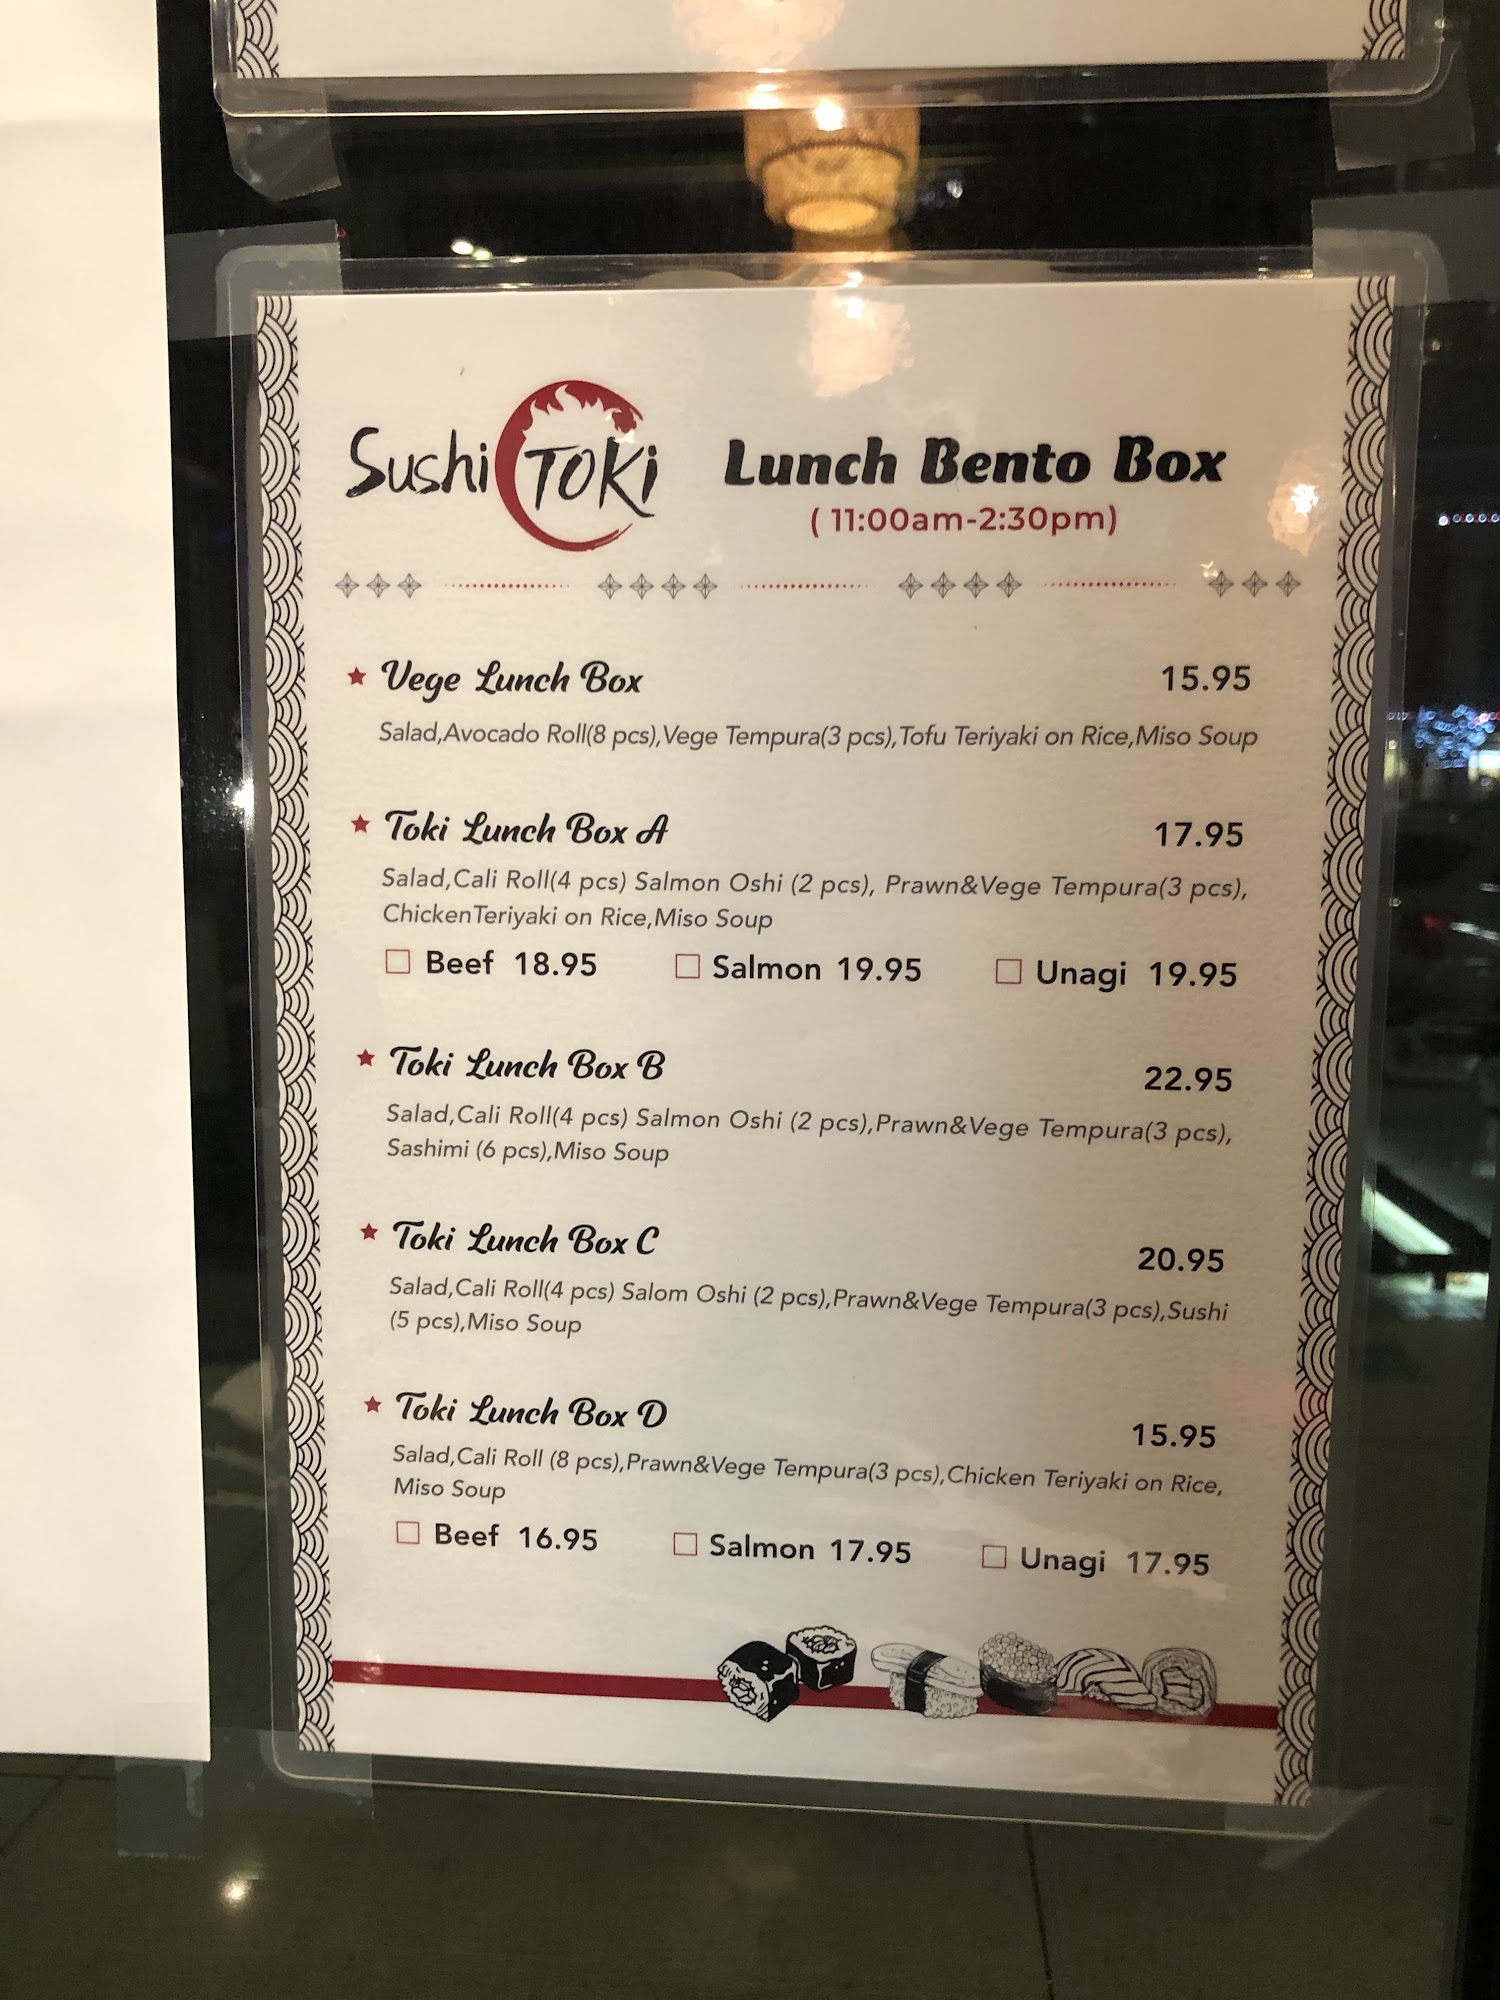 Sushi TOKI
Lunch Bento Box
( 11:00am-2:30pm)
Vege Lunch Box 15.95
Salad,Avocado Roll(8 pcs),Vege Tempura(3 pcs),Tofu Teriyaki on Rice,Miso Soup
Toki Lunch Box A 17.95
Salad,Cali Roll(4 pcs) Salmon Oshi (2 pcs), Prawn&Vege Tempura(3 pcs),
ChickenTeriyaki on Rice,Miso Soup
Beef 18.95 Salmon 19.95 Unagi 19.95
Toki Lunch Box B 22.95
Salad,Cali Roll(4 pcs) Salmon Oshi (2 pcs),Prawn&Vege Tempura(3 pcs),
Sashimi (6 pcs),Miso Soup
Toki Lunch Box C 20.95
Salad,Cali Roll(4 pcs) Salom Oshi (2 pcs),Prawn&Vege Tempura(3 pcs),Sushi
(5 pcs),Miso Soup
Toki Lunch Box D 15.95
Salad,Cali Roll (8 pcs),Prawn&Vege Tempura(3 pcs),Chicken Teriyaki on Rice,
Miso Soup
Beef 16.95 Salmon 17.95 Unagi 17.95